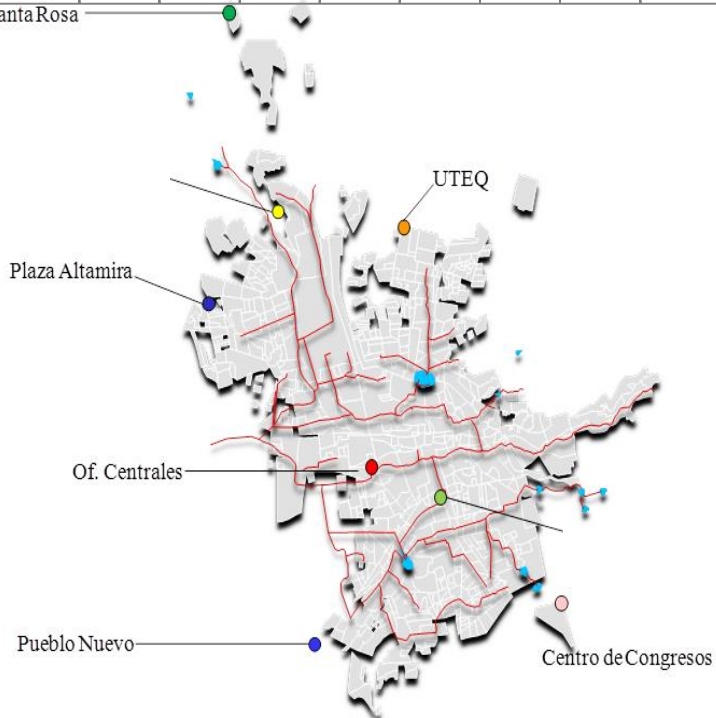 anta Rosa
UTEQ
Plaza Altamira
Of. Centrales
Pueblo Nuevo
Centro de Congresos